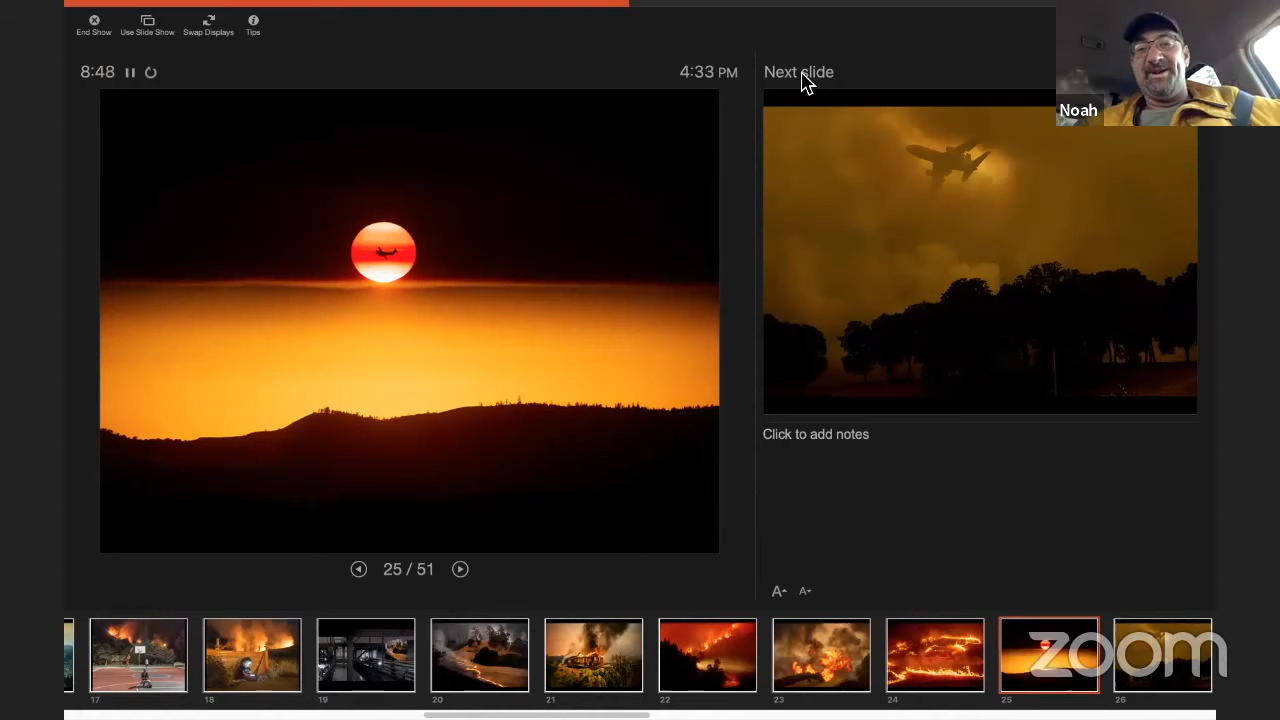 End Show
Use Slide Show
Swap Displays
Tips
8:48
4:33 PM
Next slide
Noah
Click to add notes
25 / 51
A
A
17
18
19
20
21
22
23
24
25
26
zoom